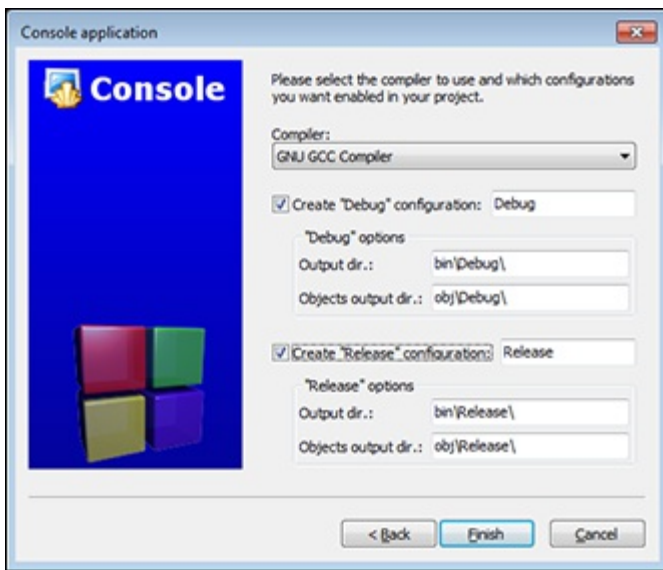 Console application
Console
Please select the compiler to use and which configurations
you want enabled in your project.
Compiler:
GNU GCC Compiler
Create "Debug" configuration: Debug
"Debug" options
Output dir.: bin\Debug\
Objects output dir.: obj\Debug\
Create "Release" configuration: Release
"Release" options
Output dir.: bin\Release\
Objects output dir.: obj\Release\
< Back Finish Cancel